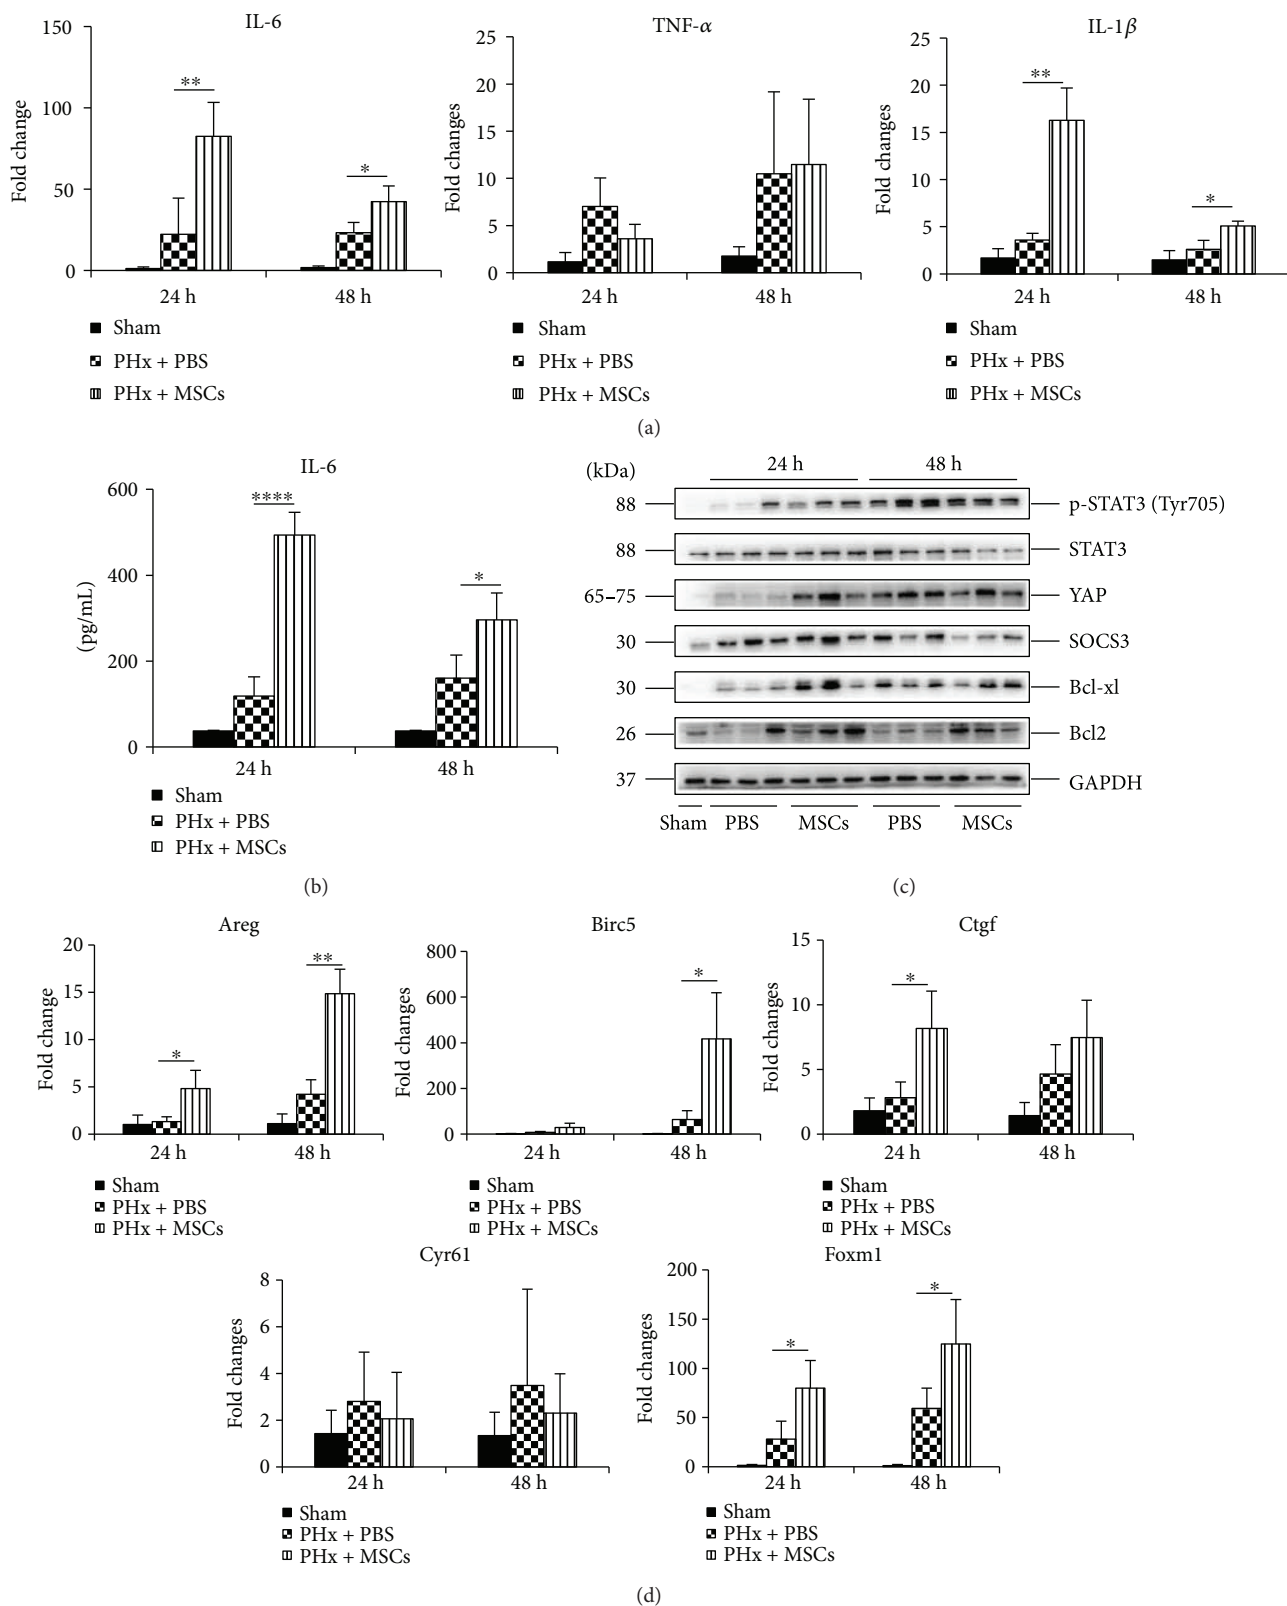 IL-6
Fold change
150
100
50
0
**
*
24 h
48 h
Sham
PHx + PBS
PHx + MSCs
TNF-α
Fold changes
25
20
15
10
5
0
24 h
48 h
Sham
PHx + PBS
PHx + MSCs
IL-1β
Fold changes
25
20
15
10
5
0
**
*
24 h
48 h
Sham
PHx + PBS
PHx + MSCs
(a)
IL-6
(pg/mL)
600
400
200
0
****
*
24 h
48 h
Sham
PHx + PBS
PHx + MSCs
(b)
(kDa)
24 h
48 h
88
p-STAT3 (Tyr705)
88
STAT3
65–75
YAP
30
SOCS3
30
Bcl-xl
26
Bcl2
37
GAPDH
Sham
PBS
MSCs
PBS
MSCs
(c)
Areg
Fold change
20
15
10
5
0
*
**
24 h
48 h
Sham
PHx + PBS
PHx + MSCs
Birc5
Fold changes
800
600
400
200
0
*
24 h
48 h
Sham
PHx + PBS
PHx + MSCs
Ctgf
Fold changes
15
10
5
0
*
24 h
48 h
Sham
PHx + PBS
PHx + MSCs
Cyr61
Fold changes
8
6
4
2
0
24 h
48 h
Sham
PHx + PBS
PHx + MSCs
Foxm1
Fold changes
200
150
100
50
0
*
*
24 h
48 h
Sham
PHx + PBS
PHx + MSCs
(d)